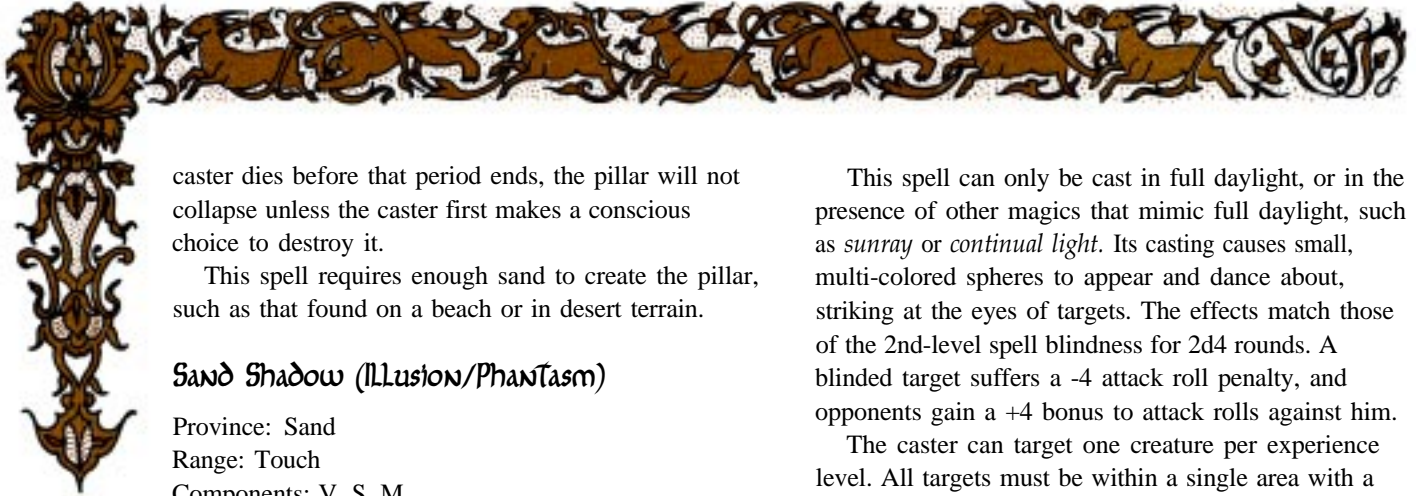 caster dies before that period ends, the pillar will not
collapse unless the caster first makes a conscious
choice to destroy it.
This spell requires enough sand to create the pillar,
such as that found on a beach or in desert terrain.
Sand Shadow (Illusion/Phantasm)
Province: Sand
Range: Touch
Components: V, S, M
This spell can only be cast in full daylight, or in the
presence of other magics that mimic full daylight, such
as sunray or continual light. Its casting causes small,
multi-colored spheres to appear and dance about,
striking at the eyes of targets. The effects match those
of the 2nd-level spell blindness for 2d4 rounds. A
blinded target suffers a -4 attack roll penalty, and
opponents gain a +4 bonus to attack rolls against him.
The caster can target one creature per experience
level. All targets must be within a single area with a